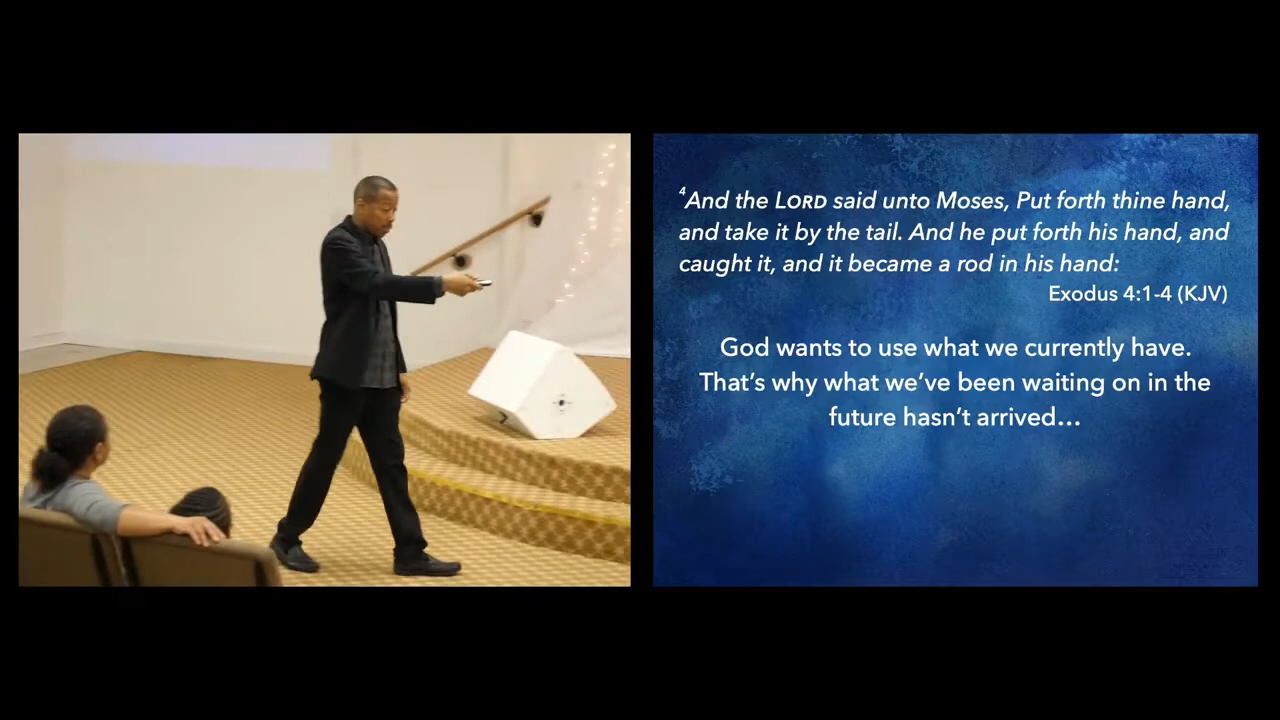 ⁴And the LORD said unto Moses, Put forth thine hand,
and take it by the tail. And he put forth his hand, and
caught it, and it became a rod in his hand:
Exodus 4:1-4 (KJV)
God wants to use what we currently have.
That's why what we've been waiting on in the
future hasn't arrived...